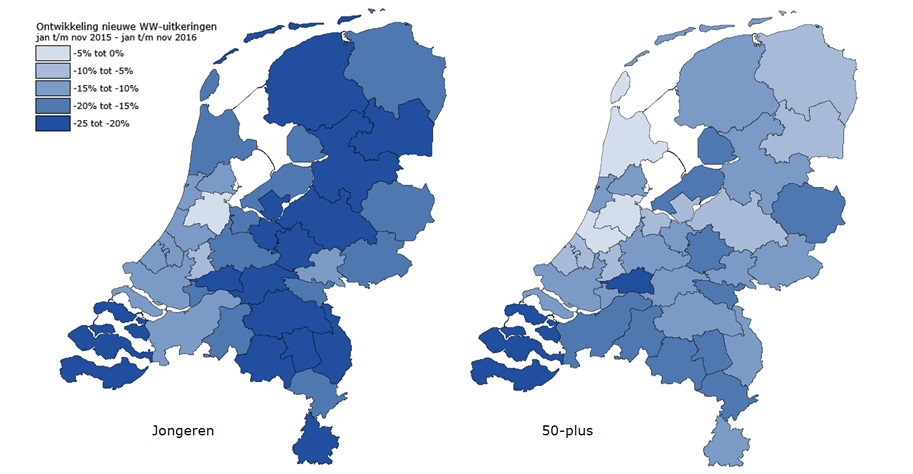 Ontwikkeling nieuwe WW-uitkeringen
jan t/m nov 2015 - jan t/m nov 2016
-5% tot 0%
-10% tot -5%
-15% tot -10%
-20% tot -15%
-25 tot -20%
Jongeren
50-plus